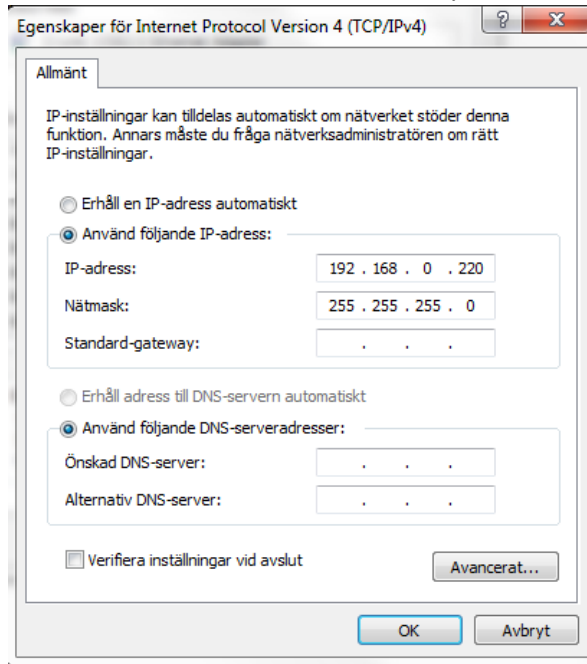 Egenskaper för Internet Protocol Version 4 (TCP/IPv4)
Allmänt
IP-inställningar kan tilldelas automatiskt om nätverket stöder denna
funktion. Annars måste du fråga nätverksadministratören om rätt
IP-inställningar.
Erhåll en IP-adress automatiskt
Använd följande IP-adress:
IP-adress: 192 . 168 . 0 . 220
Nätmask: 255 . 255 . 255 . 0
Standard-gateway: . . .
Erhåll adress till DNS-servern automatiskt
Använd följande DNS-serveradresser:
Önskad DNS-server: . . .
Alternativ DNS-server: . . .
Verifiera inställningar vid avslut
Avancerat...
OK Avbryt